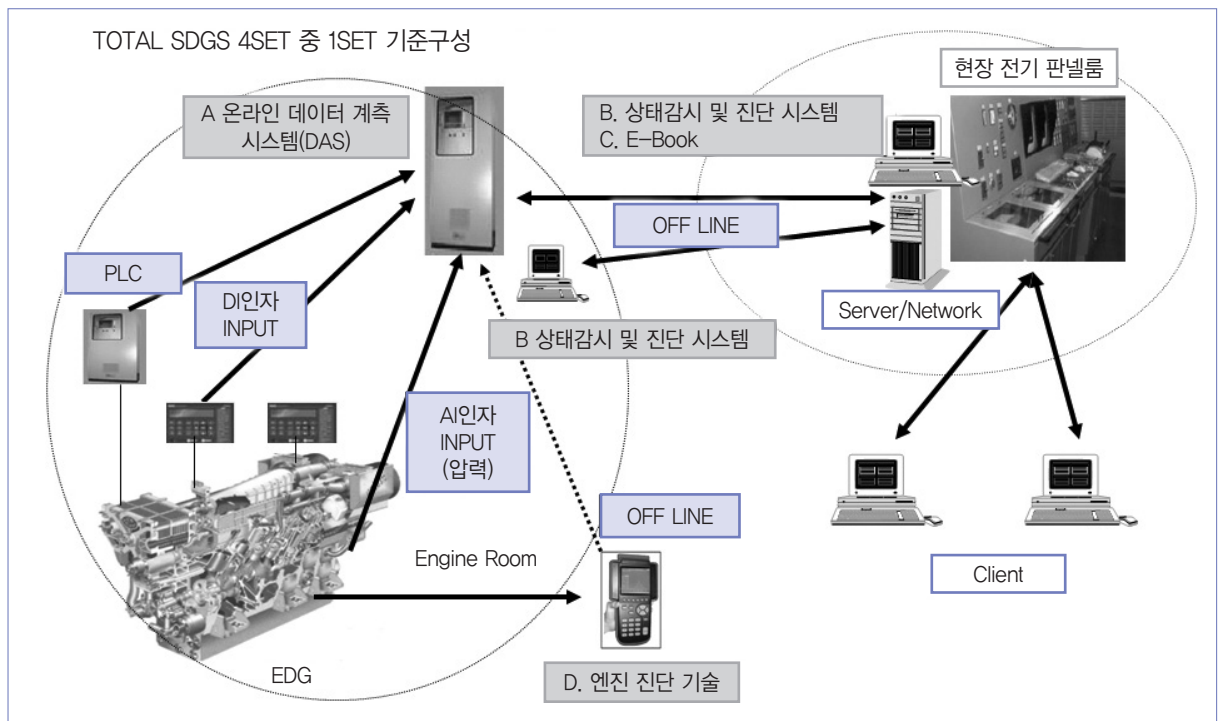 TOTAL SDGS 4SET 중 1SET 기준구성
현장 전기 판넬룸
A 온라인 데이터 계측
시스템(DAS)
B. 상태감시 및 진단 시스템
C. E-Book
OFF LINE
PLC
DI인자
INPUT
Server/Network
B 상태감시 및 진단 시스템
AI인자
INPUT
(압력)
OFF LINE
Engine Room
Client
EDG
D. 엔진 진단 기술